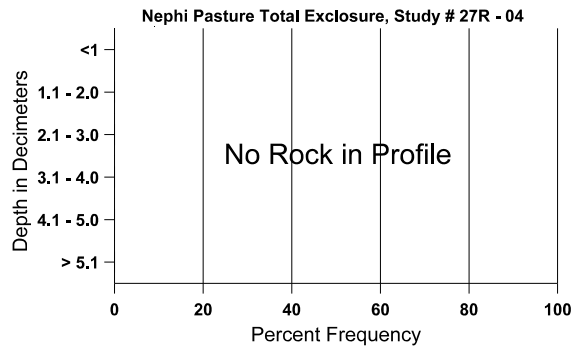 Nephi Pasture Total Exclosure, Study # 27R - 04
Depth in Decimeters
<1
1.1 - 2.0
2.1 - 3.0
3.1 - 4.0
4.1 - 5.0
> 5.1
No Rock in Profile
0 20 40 60 80 100
Percent Frequency